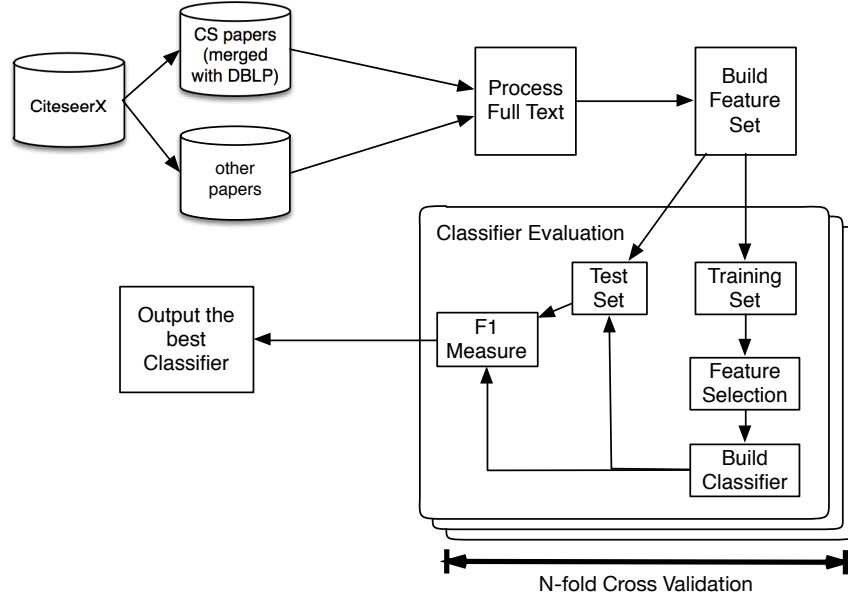 CiteseerX
CS papers
(merged
with DBLP)
other
papers
Process
Full Text
Build
Feature
Set
Classifier Evaluation
Test
Set
Training
Set
Output the
best
Classifier
F1
Measure
Feature
Selection
Build
Classifier
N-fold Cross Validation